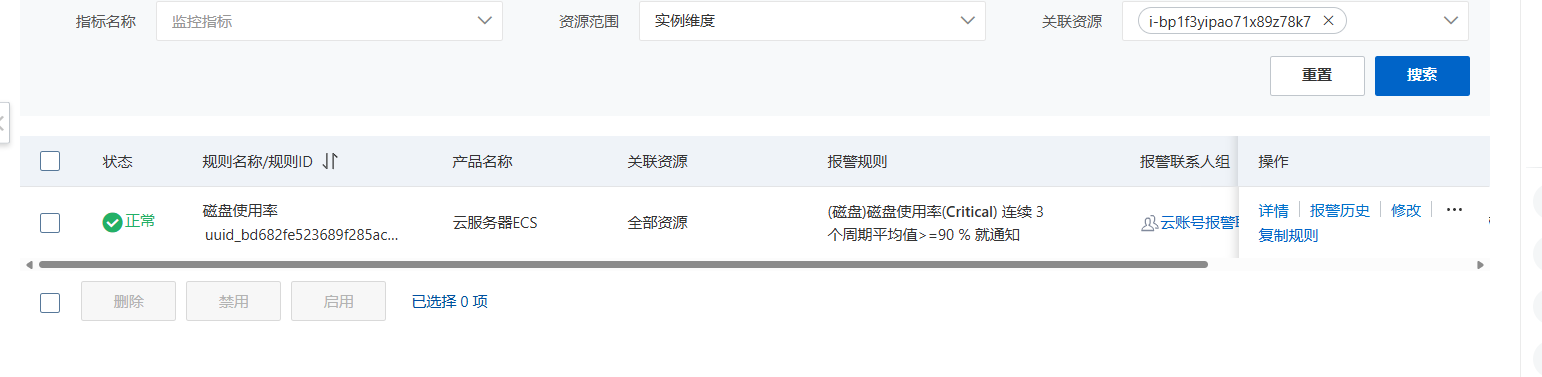 指标名称 监控指标 资源范围 实例维度 关联资源 i-bp1f3yipao71x89z78k7
重置 搜索
状态 规则名称/规则ID 产品名称 关联资源 报警规则 报警联系人组 操作
磁盘使用率 (磁盘)磁盘使用率(Critical) 连续 3 详情 报警历史 修改 ...
正常 云服务器ECS 全部资源 云账号报警
uuid_bd682fe523689f285ac... 个周期平均值>=90 % 就通知 复制规则
删除 禁用 启用 已选择 0 项